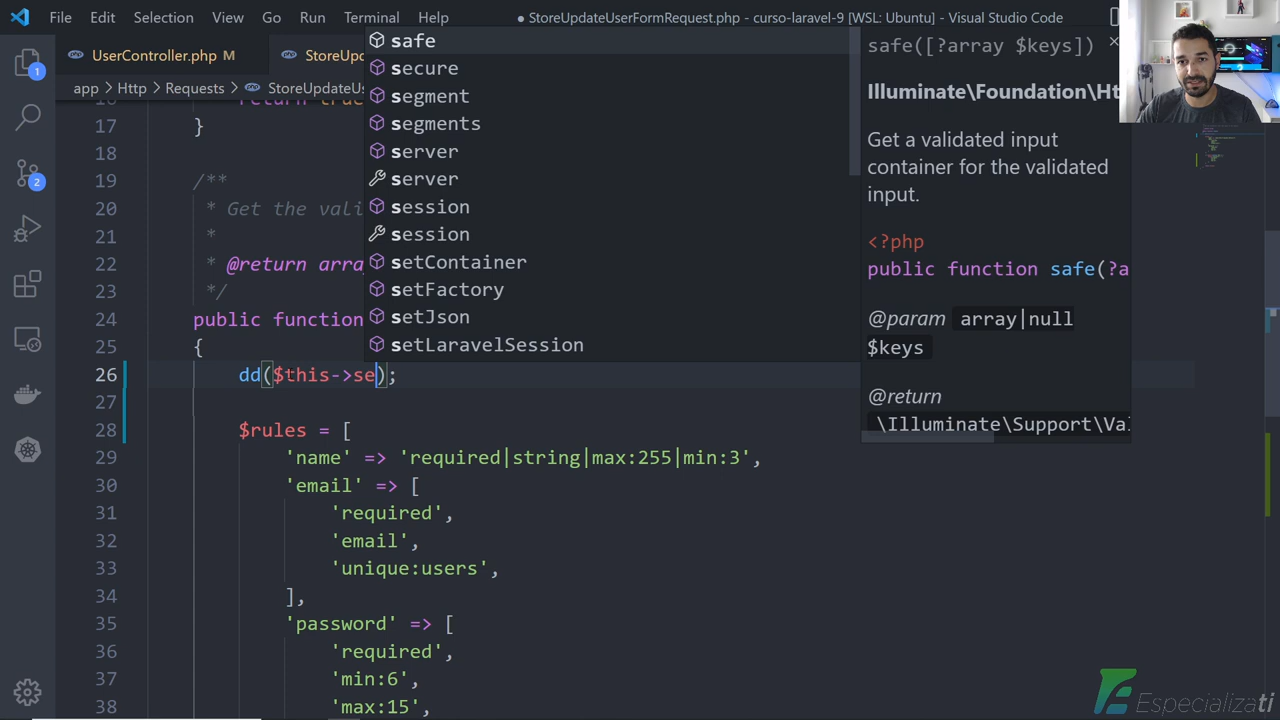 File Edit Selection View Go Run Terminal Help
● StoreUpdateUserFormRequest.php - curso-laravel-9 [WSL: Ubuntu] - Visual Studio Code
UserController.php M
app > Http > Requests >
return
17 }
18
19 /**
20 * Get the vali
21 *
22 * @return arra
23 */
24 public function
25 {
26 dd($this->se);
27
28 $rules = [
29 'name' => 'required|string|max:255|min:3',
30 'email' => [
31 'required',
32 'email',
33 'unique:users',
34 ],
35 'password' => [
36 'required',
37 'min:6',
38 'max:15',
safe
secure
segment
segments
server
server
session
session
setContainer
setFactory
setJson
setLaravelSession
safe([?array $keys])
Illuminate\Foundation\Ht
Get a validated input
container for the validated
input.
<?php
public function safe(?a
@param array|null
$keys
@return
\Illuminate\Support\Val
1
2
EspecializaTi